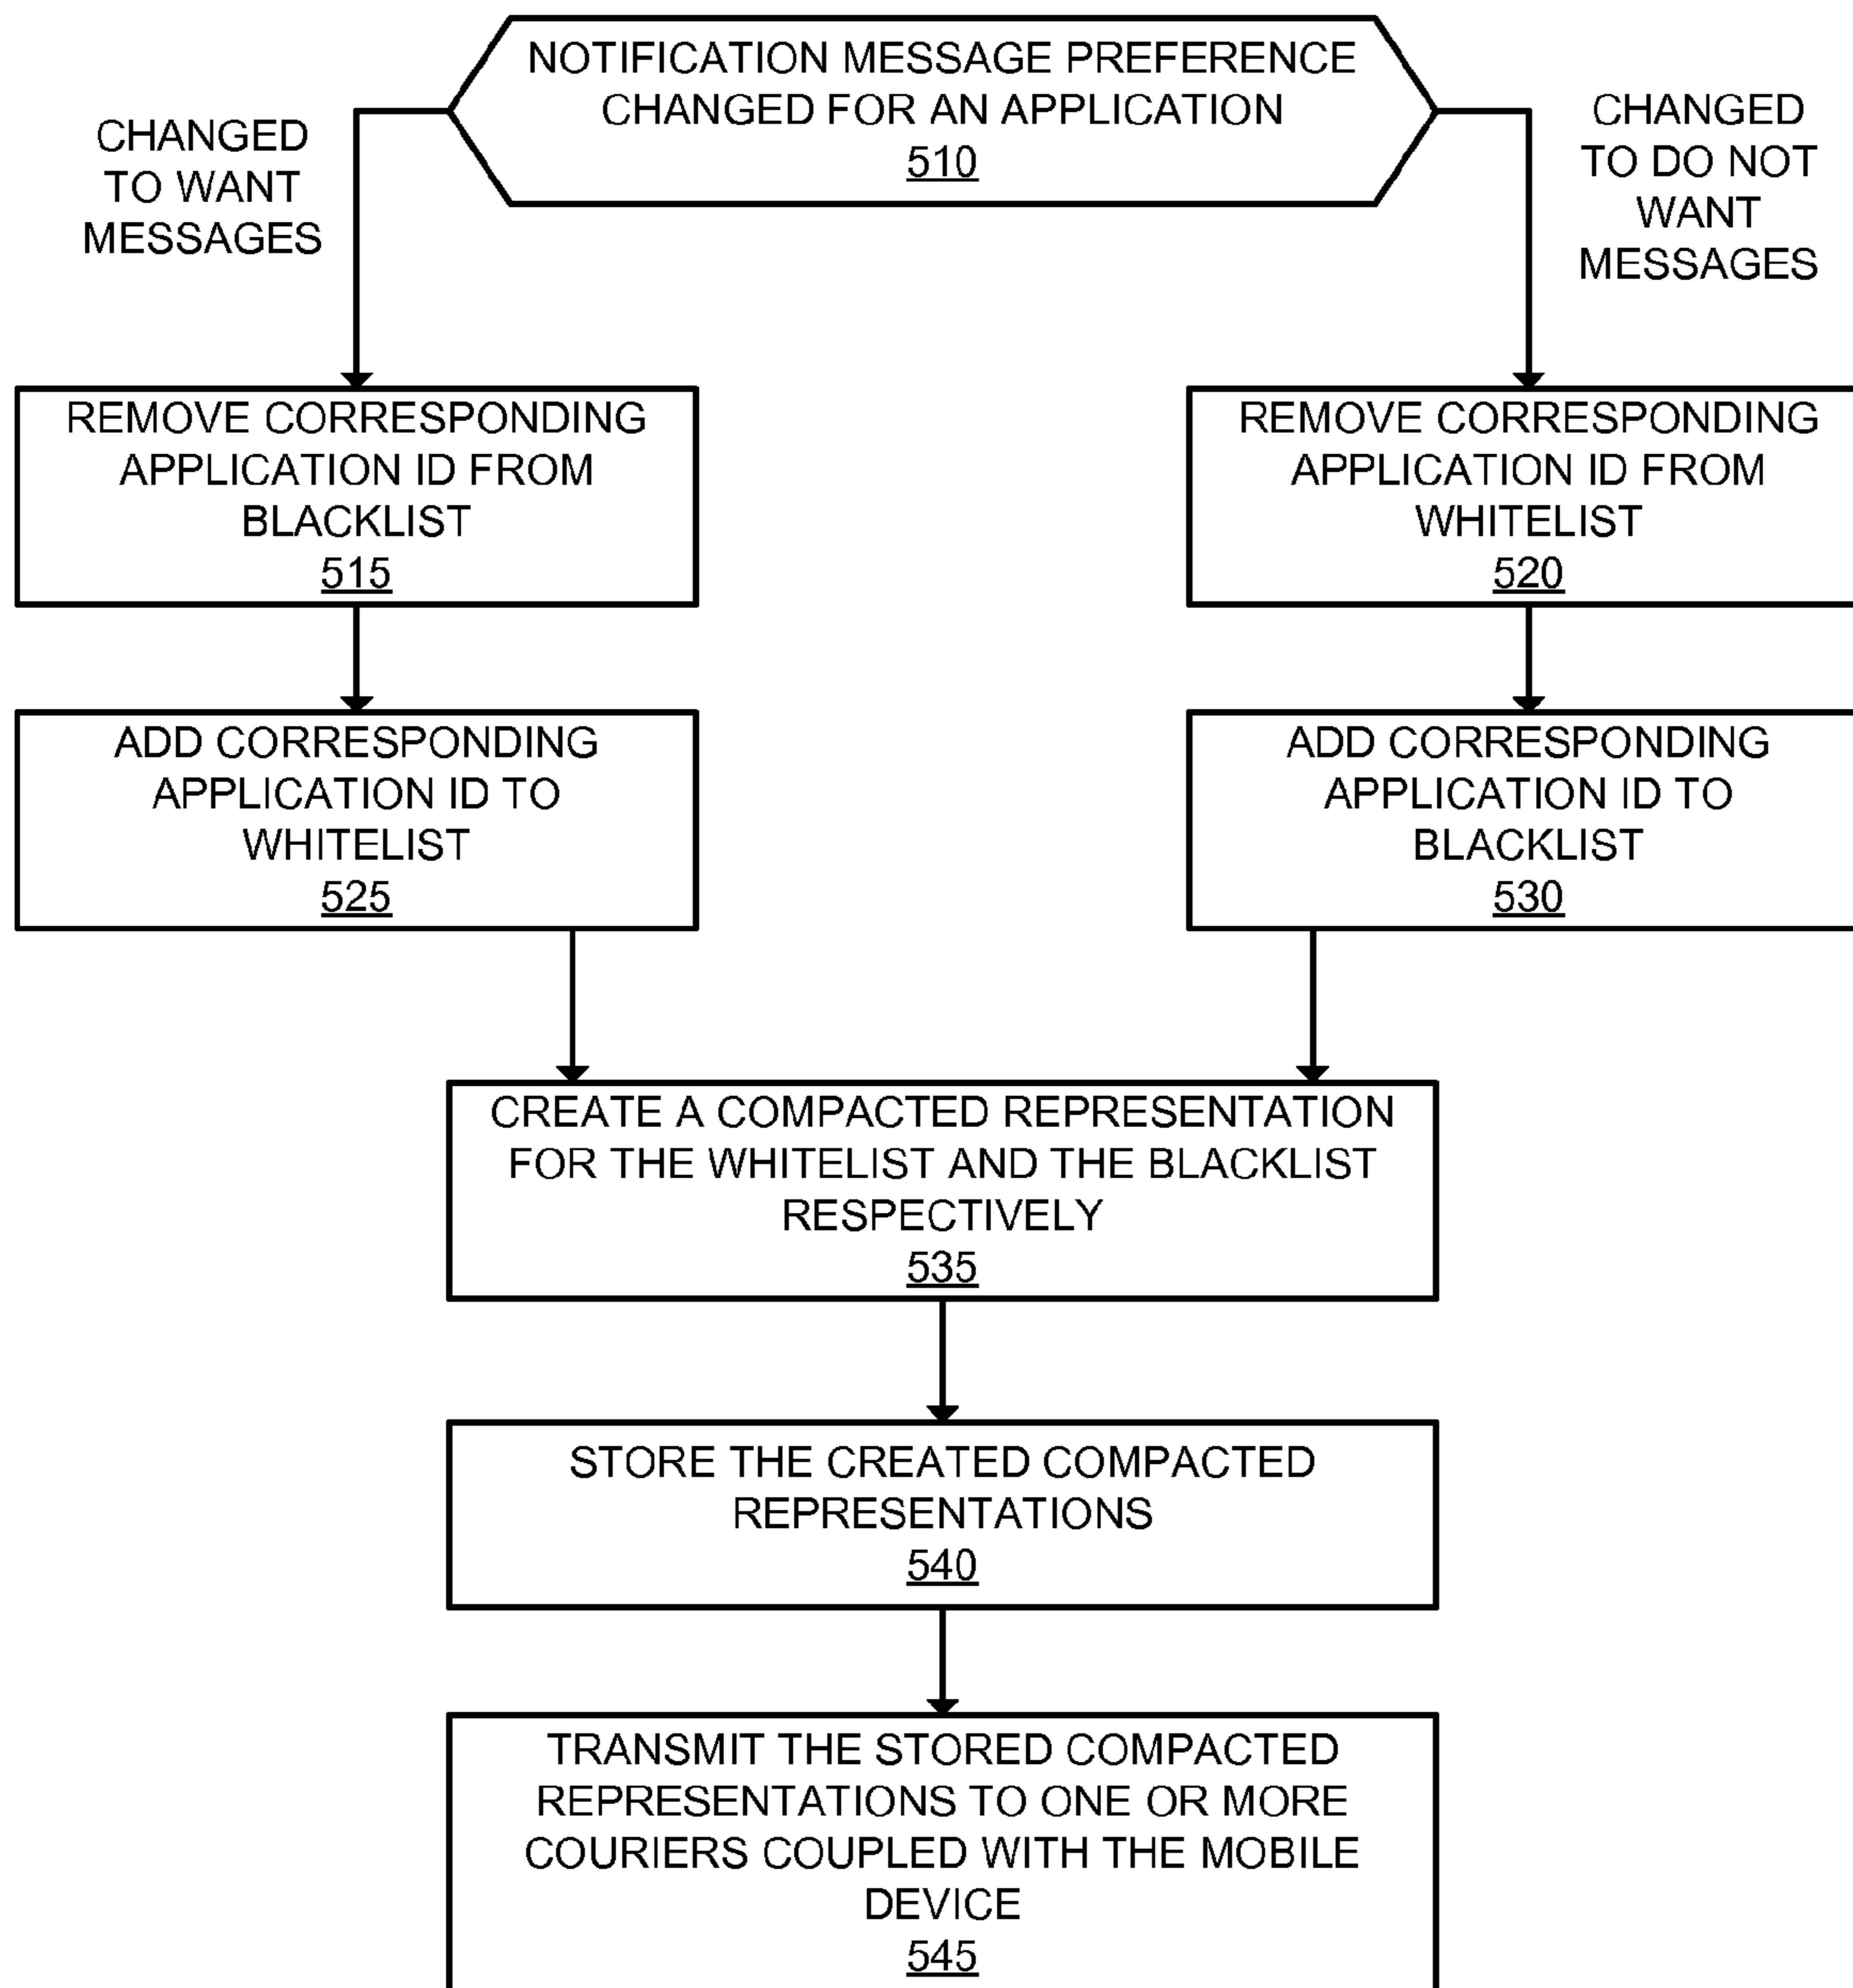 NOTIFICATION MESSAGE PREFERENCE
CHANGED FOR AN APPLICATION
510
CHANGED
TO WANT
MESSAGES
CHANGED
TO DO NOT
WANT
MESSAGES
REMOVE CORRESPONDING
APPLICATION ID FROM
BLACKLIST
515
REMOVE CORRESPONDING
APPLICATION ID FROM
WHITELIST
520
ADD CORRESPONDING
APPLICATION ID TO
WHITELIST
525
ADD CORRESPONDING
APPLICATION ID TO
BLACKLIST
530
CREATE A COMPACTED REPRESENTATION
FOR THE WHITELIST AND THE BLACKLIST
RESPECTIVELY
535
STORE THE CREATED COMPACTED
REPRESENTATIONS
540
TRANSMIT THE STORED COMPACTED
REPRESENTATIONS TO ONE OR MORE
COURIERS COUPLED WITH THE MOBILE
DEVICE
545